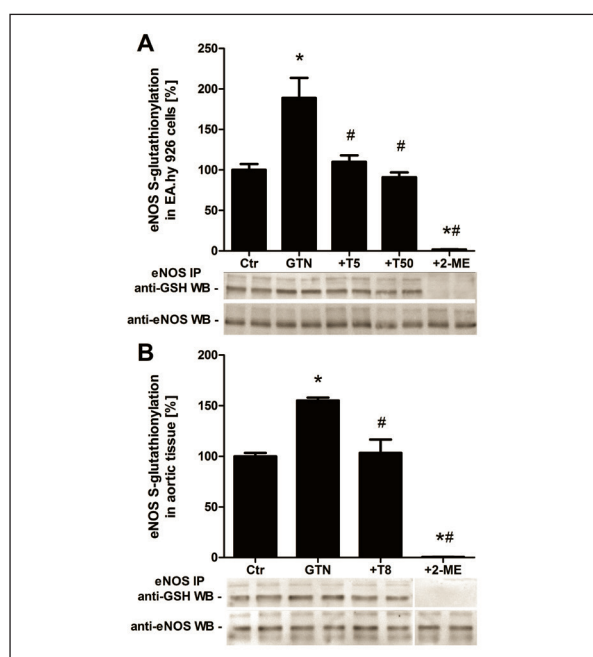 A
eNOS S-glutathionylation
in EA.hy 926 cells [%]
250
200
150
100
50
0
*
#
#
*#
Ctr
GTN
+T5
+T50
+2-ME
eNOS IP
anti-GSH WB -
anti-eNOS WB -
B
eNOS S-glutathionylation
in aortic tissue [%]
200
150
100
50
0
*
#
*#
Ctr
GTN
+T8
+2-ME
eNOS IP
anti-GSH WB -
anti-eNOS WB -